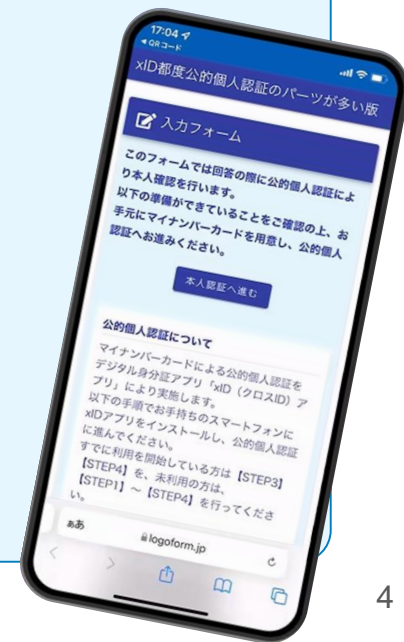 17:04
QRコード
xID都度公的個人認証のパーツが多い版
入力フォーム
このフォームでは回答の際に公的個人認証によ
り本人確認を行います。
以下の準備ができていることをご確認の上、お
手元にマイナンバーカードを用意し、公的個人
認証へお進みください。
本人認証へ進む
公的個人認証について
マイナンバーカードによる公的個人認証を
デジタル身分証アプリ「xID（クロスID）ア
プリ」により実施します。
以下の手順でお手持ちのスマートフォンに
xIDアプリをインストールし、公的個人認証
に進んでください。
すでに利用を開始している方は【STEP3】
【STEP4】を、未利用の方は、
【STEP1】～【STEP4】を行ってくださ
い。
ああ
logoform.jp
4